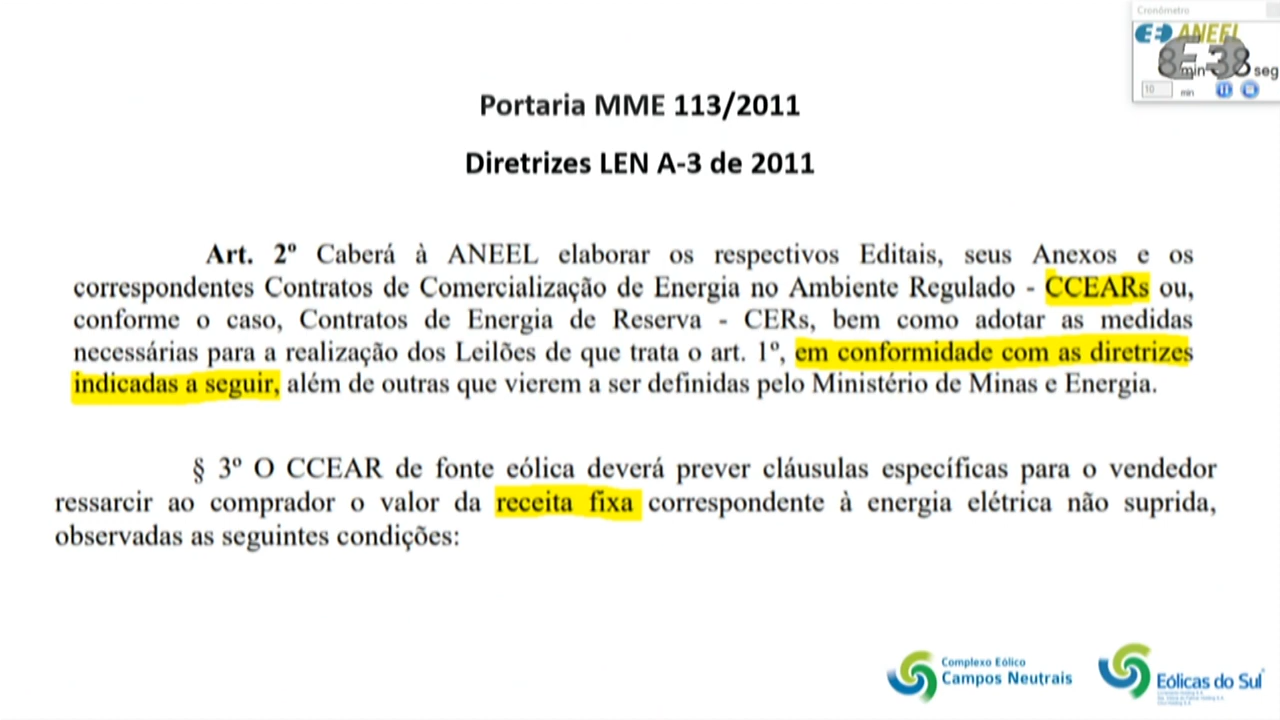 Cronómetro
ANEEL
8 min 38 seg
10 min
Portaria MME 113/2011
Diretrizes LEN A-3 de 2011
Art. 2º Caberá à ANEEL elaborar os respectivos Editais, seus Anexos e os
correspondentes Contratos de Comercialização de Energia no Ambiente Regulado - CCEARs ou,
conforme o caso, Contratos de Energia de Reserva - CERs, bem como adotar as medidas
necessárias para a realização dos Leilões de que trata o art. 1º, em conformidade com as diretrizes
indicadas a seguir, além de outras que vierem a ser definidas pelo Ministério de Minas e Energia.
§ 3º O CCEAR de fonte eólica deverá prever cláusulas específicas para o vendedor
ressarcir ao comprador o valor da receita fixa correspondente à energia elétrica não suprida,
observadas as seguintes condições:
Complexo Eólico
Campos Neutrais
Eólicas do Sul